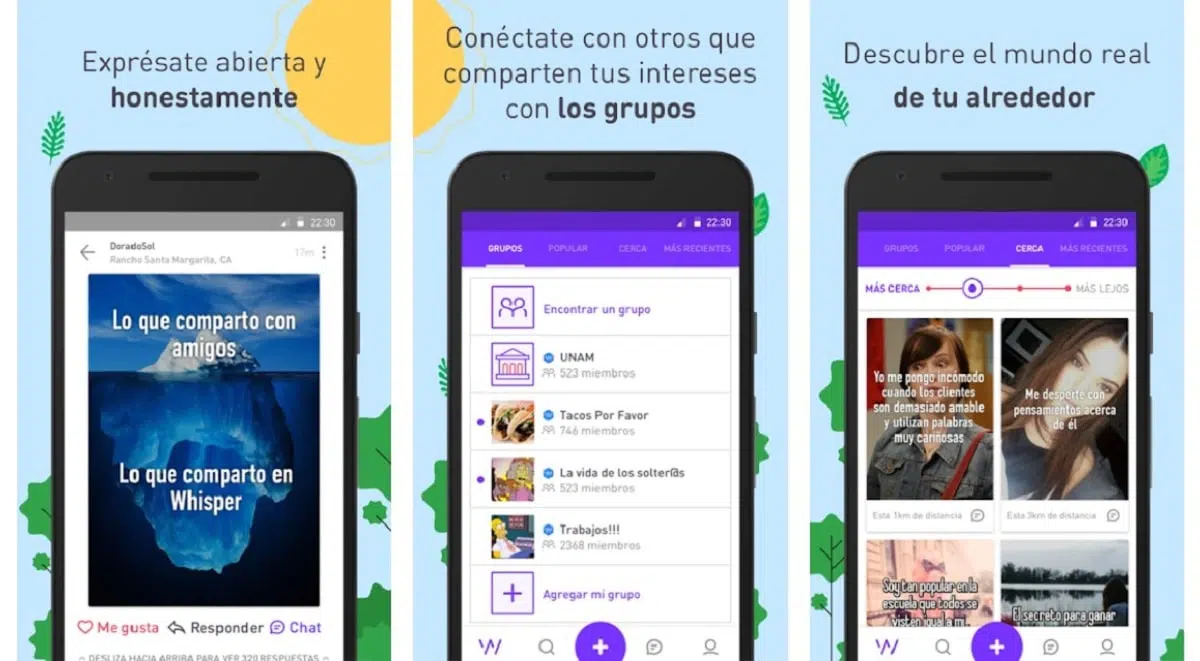 Exprésate abierta y
honestamente
22:30
DoradoSol
Rancho Santa Margarita, CA
17m
Lo que comparto con
amigos
Lo que comparto en
Whisper
Me gusta
Responder
Chat
DESLIZA HACIA ARRIBA PARA VER 320 RESPUESTAS
Conéctate con otros que
comparten tus intereses
con los grupos
22:30
GRUPOS POPULAR CERCA MÁS RECIENTES
Encontrar un grupo
UNAM
523 miembros
Tacos Por Favor
746 miembros
La vida de los solter@s
523 miembros
Trabajos!!!
2368 miembros
Agregar mi grupo
Descubre el mundo real
de tu alrededor
22:30
GRUPOS POPULAR CERCA MÁS RECIENTES
MÁS CERCA MÁS LEJOS
Yo me pongo incómodo
cuando los clientes
son demasiado amable
y utilizan palabras
muy cariñosas
Esta 1km de distancia
Me desperte con
pensamientos acerca
de él
Esta 3km de distancia
Soy tan popular en la
escuela que todos se
visten igual a mi..
El secreto para ganar